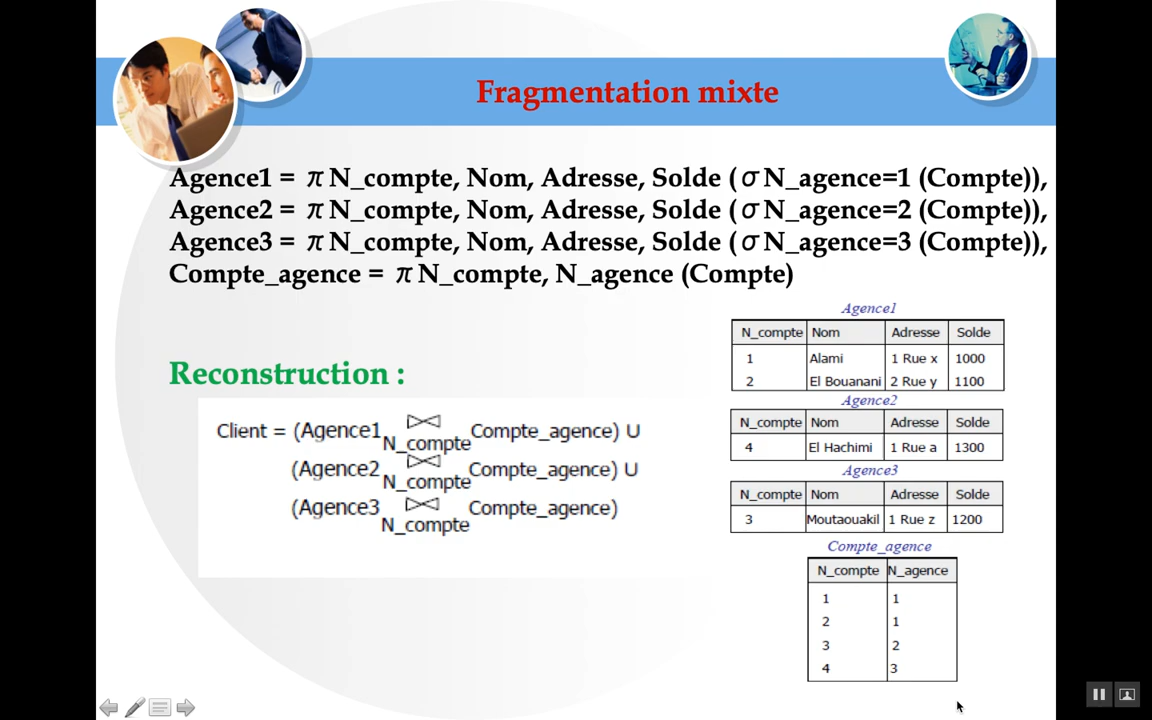 Fragmentation mixte
Agence1 = π N_compte, Nom, Adresse, Solde (σ N_agence=1 (Compte)),
Agence2 = π N_compte, Nom, Adresse, Solde (σ N_agence=2 (Compte)),
Agence3 = π N_compte, Nom, Adresse, Solde (σ N_agence=3 (Compte)),
Compte_agence = π N_compte, N_agence (Compte)
Reconstruction :
Client = (Agence1 ⋈ N_compte Compte_agence) U
(Agence2 ⋈ N_compte Compte_agence) U
(Agence3 ⋈ N_compte Compte_agence)
Agence1
N_compte Nom Adresse Solde
1 Alami 1 Rue x 1000
2 El Bouanani 2 Rue y 1100
Agence2
N_compte Nom Adresse Solde
4 El Hachimi 1 Rue a 1300
Agence3
N_compte Nom Adresse Solde
3 Moutaouakil 1 Rue z 1200
Compte_agence
N_compte N_agence
1 1
2 1
3 2
4 3